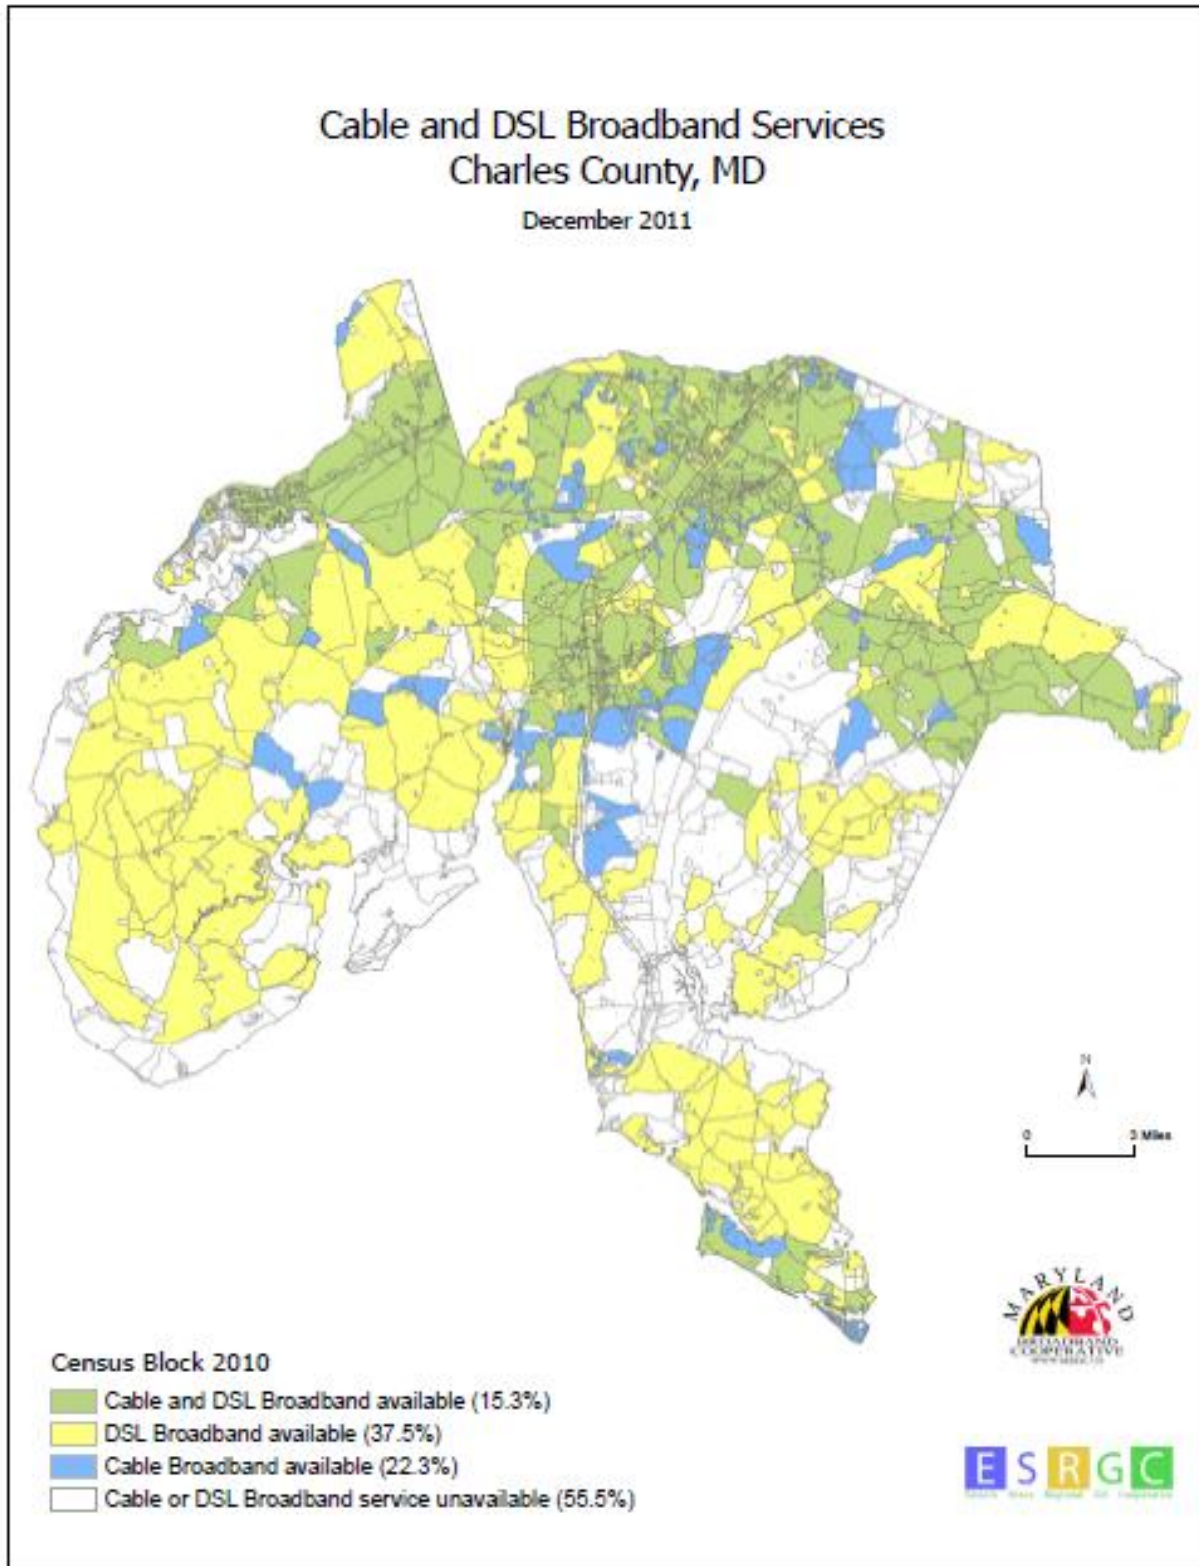 Cable and DSL Broadband Services
Charles County, MD
December 2011
N
0 3 Miles
MARYLAND
BROADBAND
COOPERATIVE
Census Block 2010
Cable and DSL Broadband available (15.3%)
DSL Broadband available (37.5%)
Cable Broadband available (22.3%)
Cable or DSL Broadband service unavailable (55.5%)
ESRGC